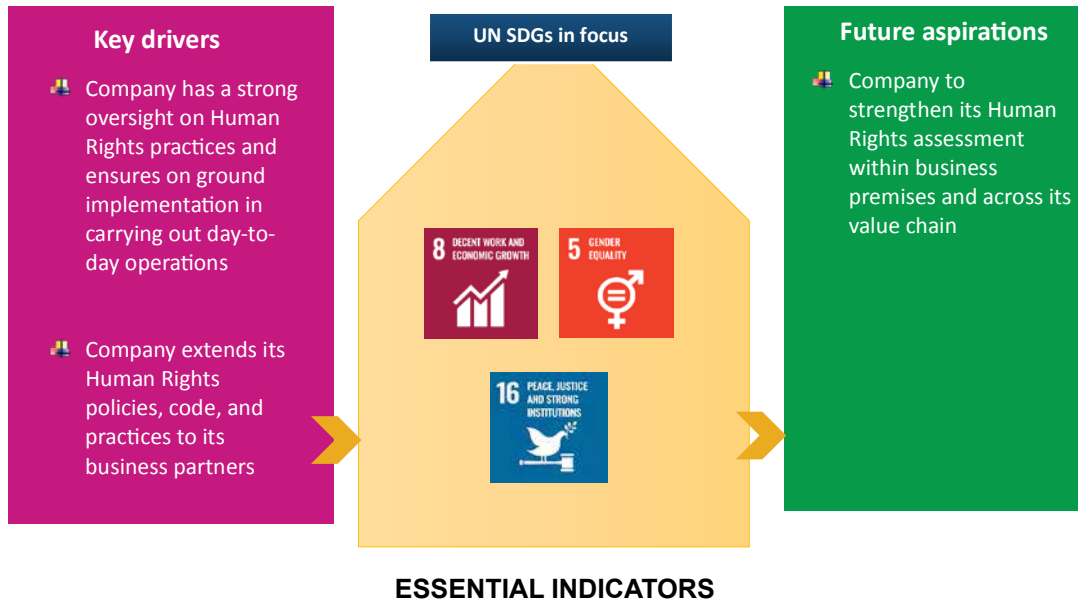 Key drivers
Company has a strong
oversight on Human
Rights practices and
ensures on ground
implementation in
carrying out day-to-
day operations
Company extends its
Human Rights
policies, code, and
practices to its
business partners
UN SDGs in focus
8 DECENT WORK AND
ECONOMIC GROWTH
5 GENDER
EQUALITY
16 PEACE, JUSTICE
AND STRONG
INSTITUTIONS
Future aspirations
Company to
strengthen its Human
Rights assessment
within business
premises and across its
value chain
ESSENTIAL INDICATORS